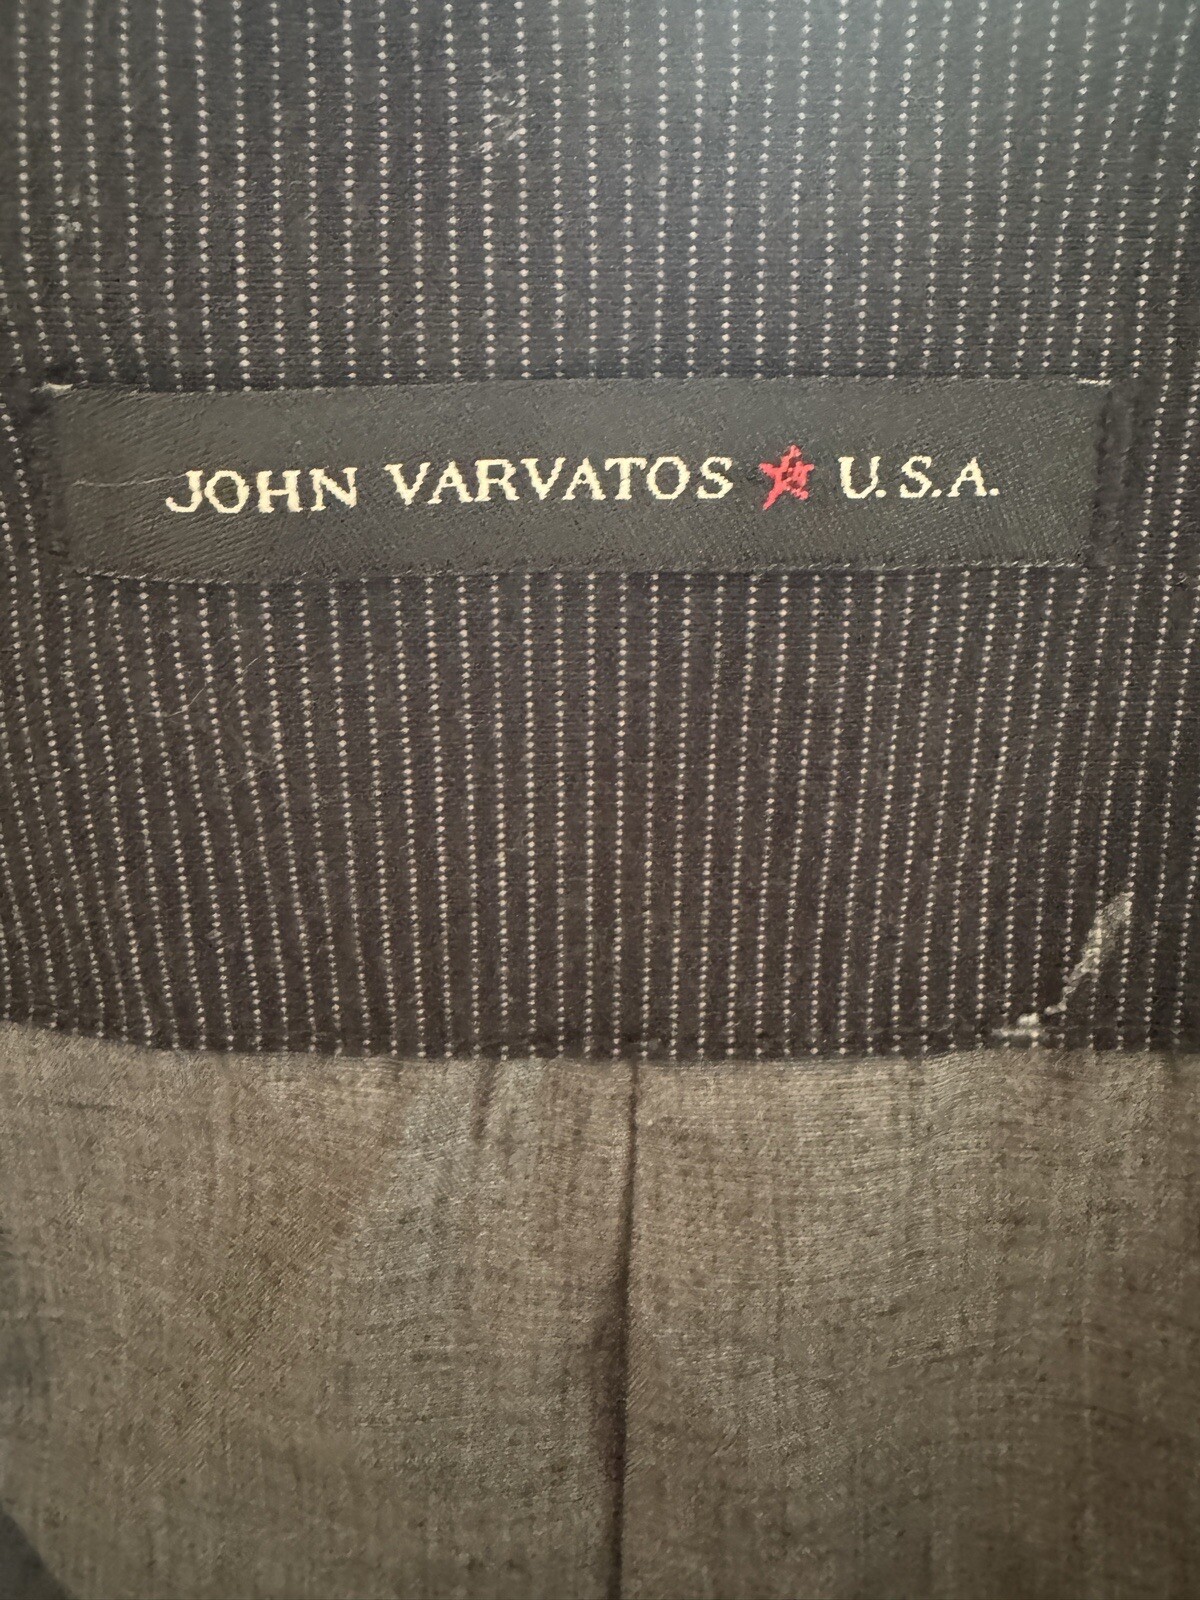 JOHN VARVATOS ★ U.S.A.